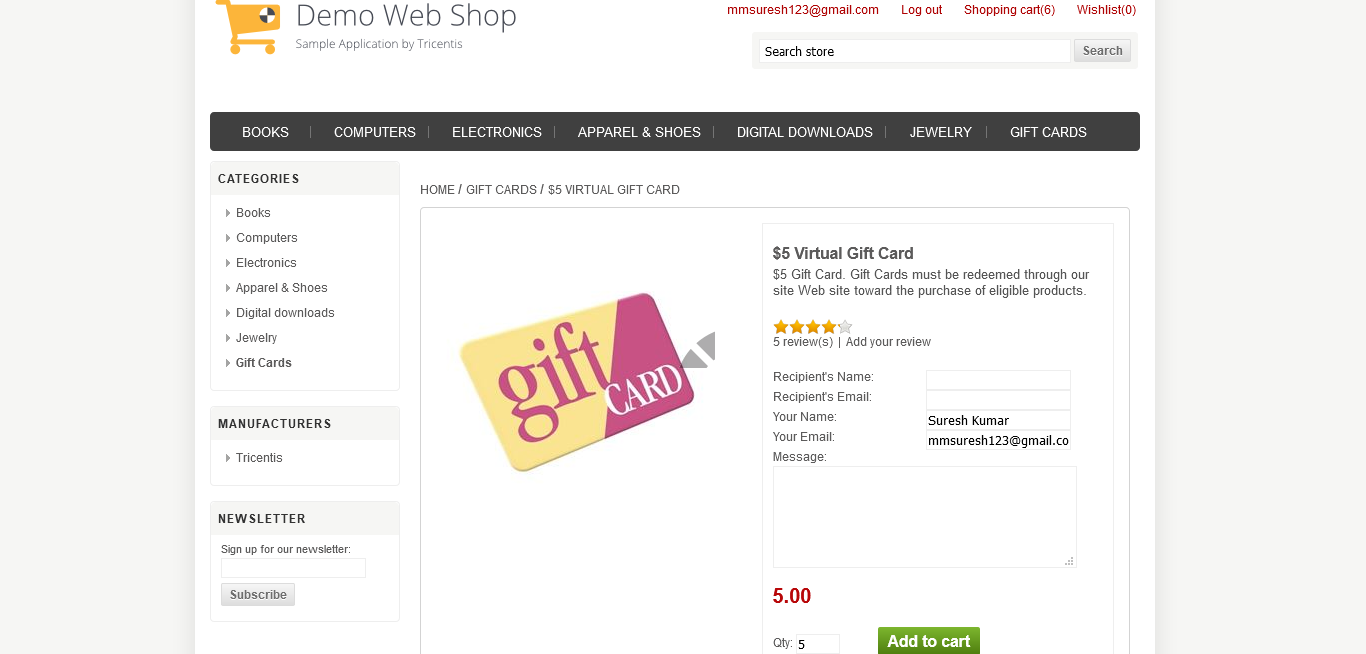 Demo Web Shop
Sample Application by Tricentis
mmsuresh123@gmail.com Log out Shopping cart(6) Wishlist(0)
Search store Search
BOOKS COMPUTERS ELECTRONICS APPAREL & SHOES DIGITAL DOWNLOADS JEWELRY GIFT CARDS
CATEGORIES
Books
Computers
Electronics
Apparel & Shoes
Digital downloads
Jewelry
Gift Cards
MANUFACTURERS
Tricentis
NEWSLETTER
Sign up for our newsletter:
Subscribe
HOME / GIFT CARDS / $5 VIRTUAL GIFT CARD
gift
CARD
$5 Virtual Gift Card
$5 Gift Card. Gift Cards must be redeemed through our
site Web site toward the purchase of eligible products.
5 review(s) | Add your review
Recipient's Name:
Recipient's Email:
Your Name: Suresh Kumar
Your Email: mmsuresh123@gmail.co
Message:
5.00
Qty: 5 Add to cart